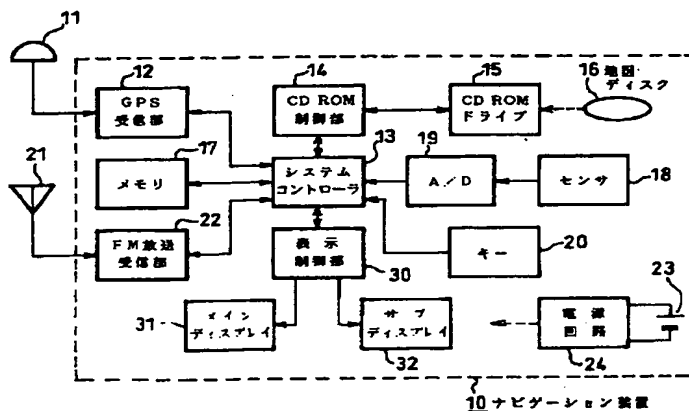 11
12
GPS
受信部
14
CD ROM
制御部
15
CD ROM
ドライブ
16 地図
ディスク
21
17
メモリ
13
システム
コントローラ
19
A/D
センサ
18
22
FM放送
受信部
表示
制御部
30
キー
20
23
31
メイン
ディスプレイ
サブ
ディスプレイ
32
電源
回路
24
10 ナビゲーション装置